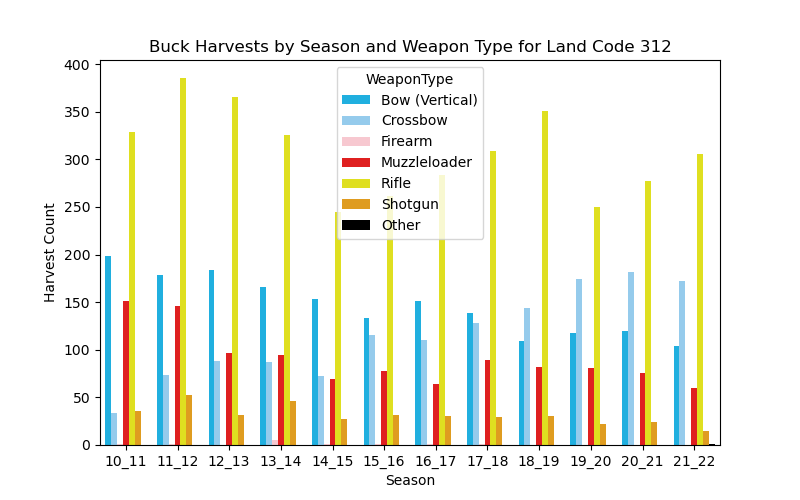 Buck Harvests by Season and Weapon Type for Land Code 312
400
350
300
250
200
150
100
50
0
Harvest Count
WeaponType
Bow (Vertical)
Crossbow
Firearm
Muzzleloader
Rifle
Shotgun
Other
10_11 11_12 12_13 13_14 14_15 15_16 16_17 17_18 18_19 19_20 20_21 21_22
Season